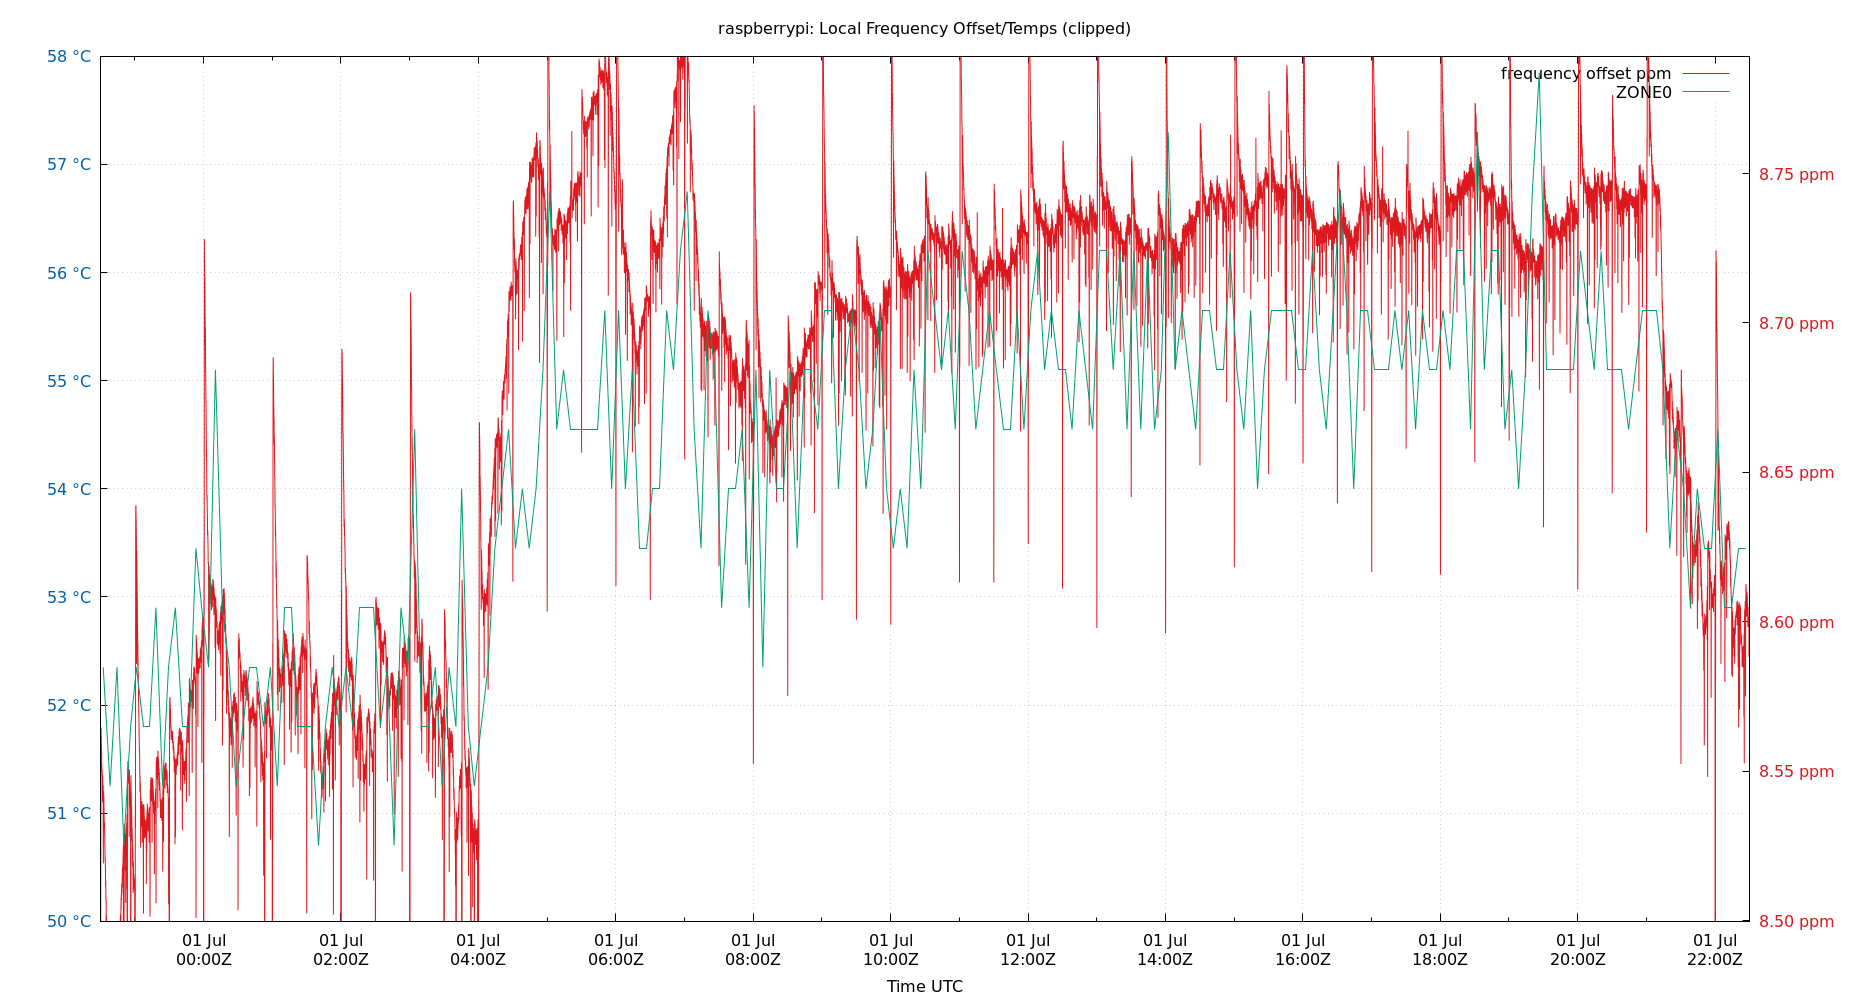 raspberrypi: Local Frequency Offset/Temps (clipped)
58 °C
57 °C
56 °C
55 °C
54 °C
53 °C
52 °C
51 °C
50 °C
frequency offset ppm
ZONE0
8.75 ppm
8.70 ppm
8.65 ppm
8.60 ppm
8.55 ppm
8.50 ppm
01 Jul 01 Jul 01 Jul 01 Jul 01 Jul 01 Jul 01 Jul 01 Jul 01 Jul 01 Jul 01 Jul 01 Jul
00:00Z 02:00Z 04:00Z 06:00Z 08:00Z 10:00Z 12:00Z 14:00Z 16:00Z 18:00Z 20:00Z 22:00Z
Time UTC